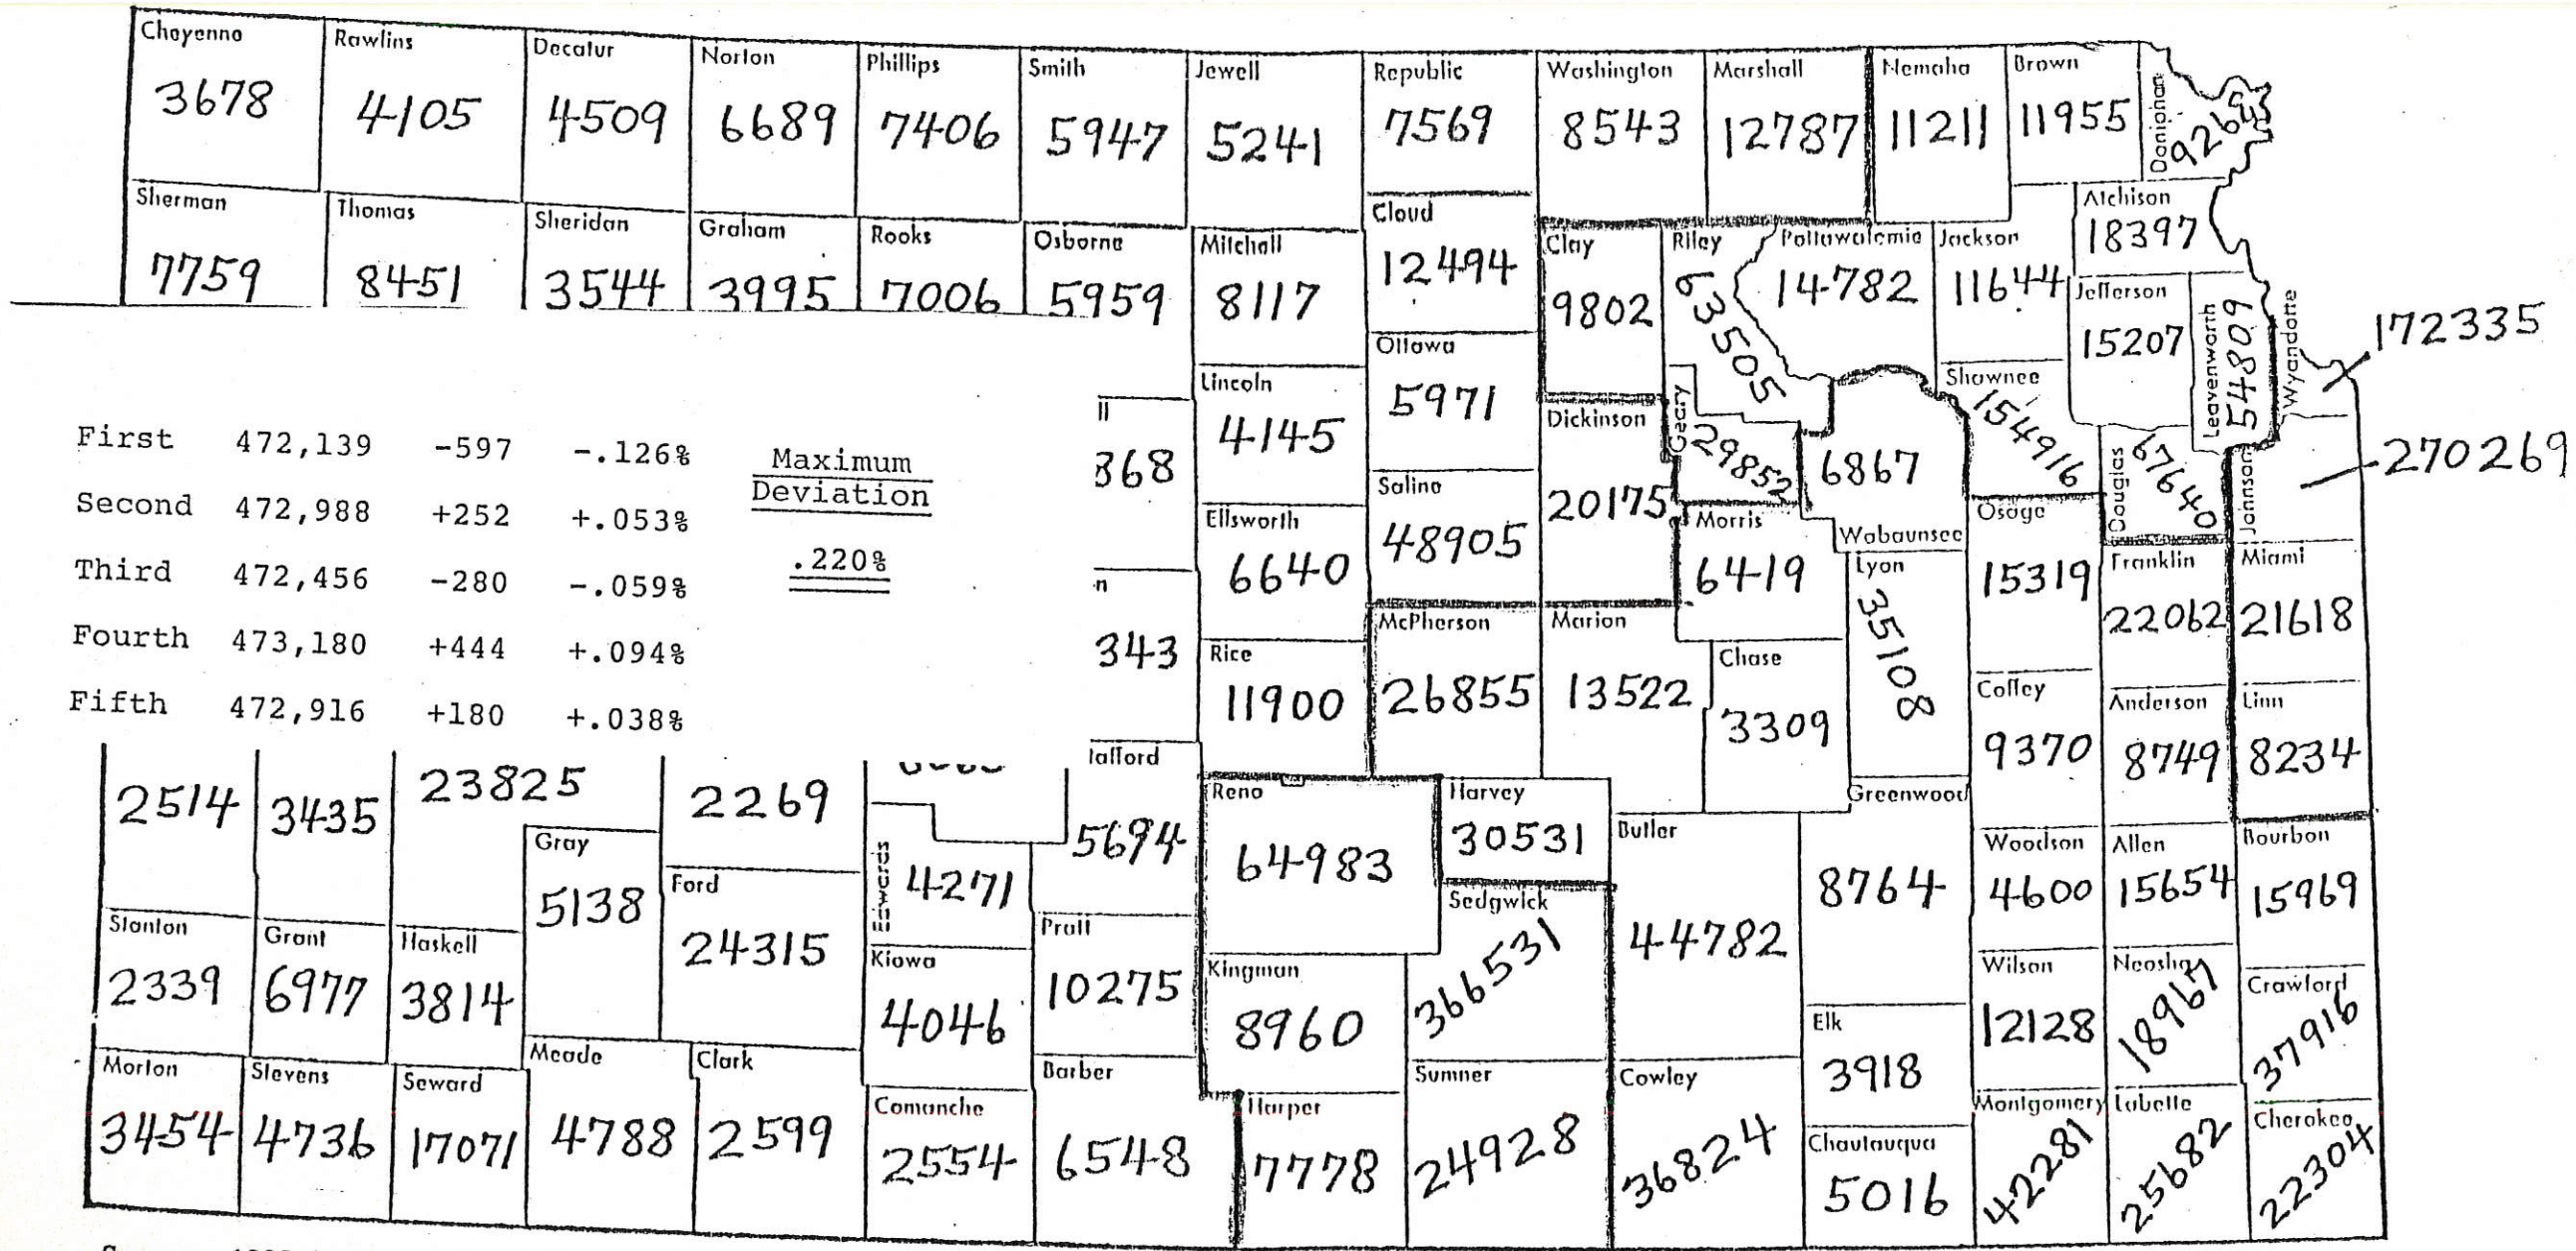 Cheyenne
3678
Rawlins
4105
Decatur
4509
Norton
6689
Phillips
7406
Smith
5947
Jewell
5241
Republic
7569
Washington
8543
Marshall
12787
Nemaha
11211
Brown
11955
Doniphan
Sherman
7759
Thomas
8451
Sheridan
3544
Graham
3995
Rooks
7006
Osborne
5959
Mitchell
8117
Cloud
12494
Clay
9802
Riley
63505
Pottawatomie
14782
Jackson
11644
Atchison
18397
Jefferson
15207
Leavenworth
54809
Wyandotte
172335
Lincoln
4145
Ottawa
5971
Dickinson
20175
Geary
29852
6867
Wabaunsee
Shawnee
154916
Douglas
67640
Johnson
270269
First 472,139 -597 -.126%
Second 472,988 +252 +.053%
Third 472,456 -280 -.059%
Fourth 473,180 +444 +.094%
Fifth 472,916 +180 +.038%
Maximum
Deviation
.220%
ll
368
n
343
Ellsworth
6640
Saline
48905
Morris
6419
Lyon
35108
Osage
15319
Franklin
22062
Miami
21618
Rice
11900
McPherson
26855
Marion
13522
Chase
3309
Coffey
9370
Anderson
8749
Linn
8234
2514
3435
23825
2269
tafford
5694
Reno
64983
Harvey
30531
Butler
44782
Greenwood
8764
Woodson
4600
Allen
15654
Bourbon
15969
Gray
5138
Ford
24315
Edwards
4271
Stanton
2339
Grant
6977
Haskell
3814
Kiowa
4046
Pratt
10275
Kingman
8960
Sedgwick
366531
Elk
3918
Wilson
12128
Neosho
18967
Crawford
37916
Morton
3454
Stevens
4736
Seward
17071
Meade
4788
Clark
2599
Comanche
2554
Barber
6548
Harper
7778
Sumner
24928
Cowley
36824
Chautauqua
5016
Montgomery
42281
Labette
25682
Cherokee
22304